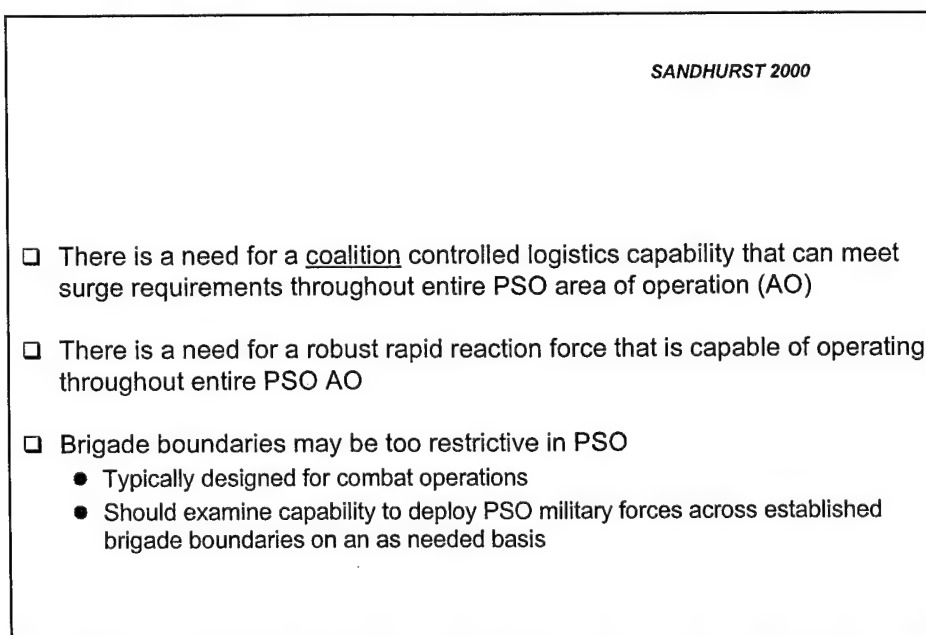 SANDHURST 2000
❑ There is a need for a coalition controlled logistics capability that can meet
surge requirements throughout entire PSO area of operation (AO)
❑ There is a need for a robust rapid reaction force that is capable of operating
throughout entire PSO AO
❑ Brigade boundaries may be too restrictive in PSO
● Typically designed for combat operations
● Should examine capability to deploy PSO military forces across established
brigade boundaries on an as needed basis